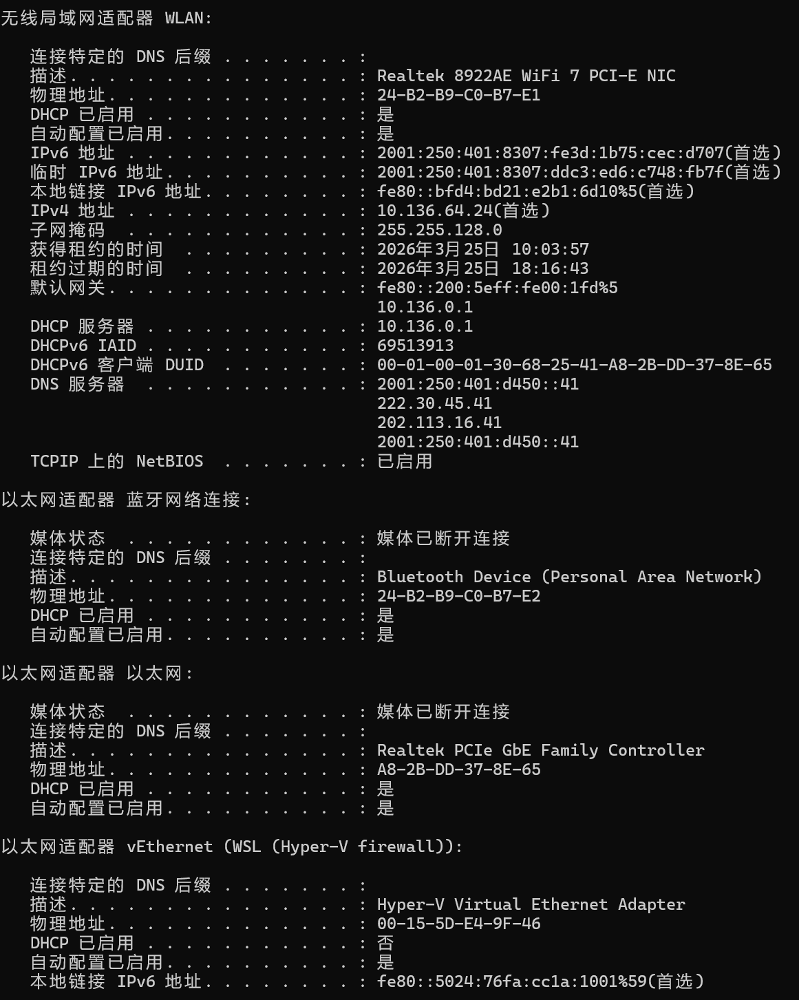 无线局域网适配器 WLAN:
连接特定的 DNS 后缀 . . . . . . . :
描述. . . . . . . . . . . . . . . : Realtek 8922AE WiFi 7 PCI-E NIC
物理地址. . . . . . . . . . . . . : 24-B2-B9-C0-B7-E1
DHCP 已启用 . . . . . . . . . . . : 是
自动配置已启用. . . . . . . . . . : 是
IPv6 地址 . . . . . . . . . . . . : 2001:250:401:8307:fe3d:1b75:cec:d707(首选)
临时 IPv6 地址. . . . . . . . . . : 2001:250:401:8307:ddc3:ed6:c748:fb7f(首选)
本地链接 IPv6 地址. . . . . . . . : fe80::bfd4:bd21:e2b1:6d10%5(首选)
IPv4 地址 . . . . . . . . . . . . : 10.136.64.24(首选)
子网掩码  . . . . . . . . . . . . : 255.255.128.0
获得租约的时间  . . . . . . . . . : 2026年3月25日 10:03:57
租约过期的时间  . . . . . . . . . : 2026年3月25日 18:16:43
默认网关. . . . . . . . . . . . . : fe80::200:5eff:fe00:1fd%5
10.136.0.1
DHCP 服务器 . . . . . . . . . . . : 10.136.0.1
DHCPv6 IAID . . . . . . . . . . . : 69513913
DHCPv6 客户端 DUID  . . . . . . . : 00-01-00-01-30-68-25-41-A8-2B-DD-37-8E-65
DNS 服务器  . . . . . . . . . . . : 2001:250:401:d450::41
222.30.45.41
202.113.16.41
2001:250:401:d450::41
TCPIP 上的 NetBIOS  . . . . . . . : 已启用
以太网适配器 蓝牙网络连接:
媒体状态  . . . . . . . . . . . . : 媒体已断开连接
连接特定的 DNS 后缀 . . . . . . . :
描述. . . . . . . . . . . . . . . : Bluetooth Device (Personal Area Network)
物理地址. . . . . . . . . . . . . : 24-B2-B9-C0-B7-E2
DHCP 已启用 . . . . . . . . . . . : 是
自动配置已启用. . . . . . . . . . : 是
以太网适配器 以太网:
媒体状态  . . . . . . . . . . . . : 媒体已断开连接
连接特定的 DNS 后缀 . . . . . . . :
描述. . . . . . . . . . . . . . . : Realtek PCIe GbE Family Controller
物理地址. . . . . . . . . . . . . : A8-2B-DD-37-8E-65
DHCP 已启用 . . . . . . . . . . . : 是
自动配置已启用. . . . . . . . . . : 是
以太网适配器 vEthernet (WSL (Hyper-V firewall)):
连接特定的 DNS 后缀 . . . . . . . :
描述. . . . . . . . . . . . . . . : Hyper-V Virtual Ethernet Adapter
物理地址. . . . . . . . . . . . . : 00-15-5D-E4-9F-46
DHCP 已启用 . . . . . . . . . . . : 否
自动配置已启用. . . . . . . . . . : 是
本地链接 IPv6 地址. . . . . . . . : fe80::5024:76fa:cc1a:1001%59(首选)